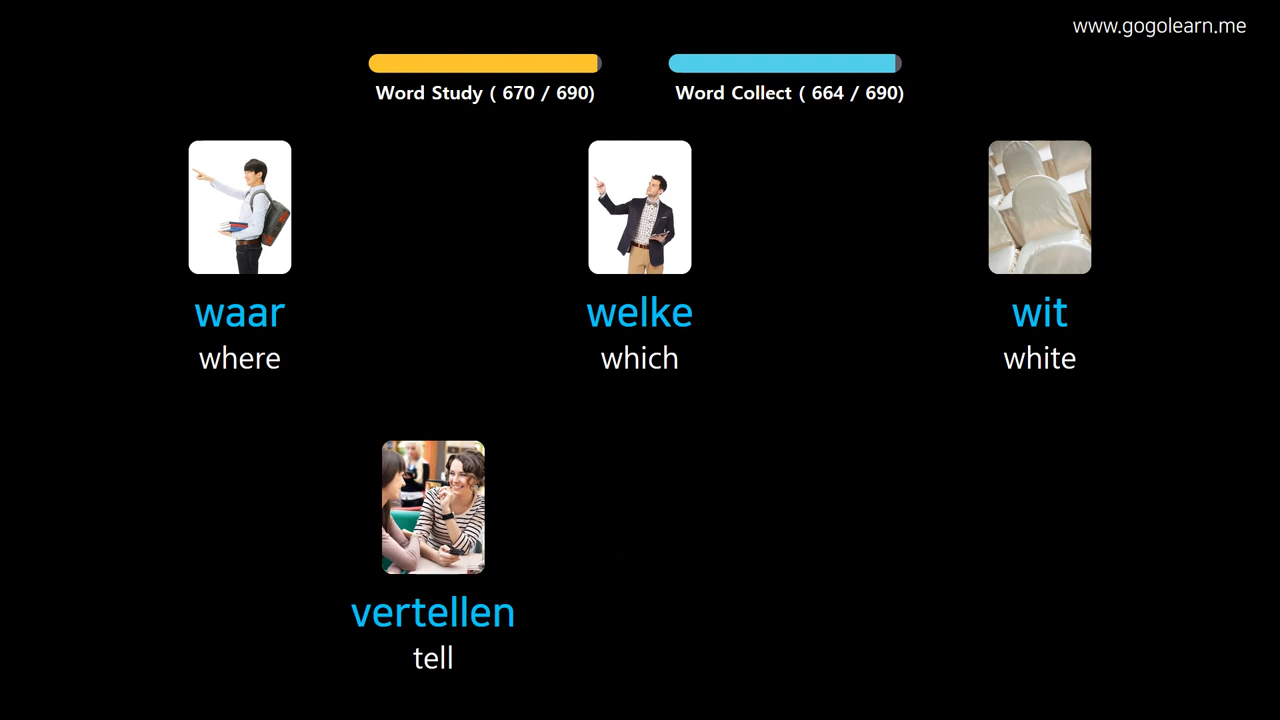 www.gogolearn.me
Word Study ( 670 / 690)
Word Collect ( 664 / 690)
waar
where
welke
which
wit
white
vertellen
tell